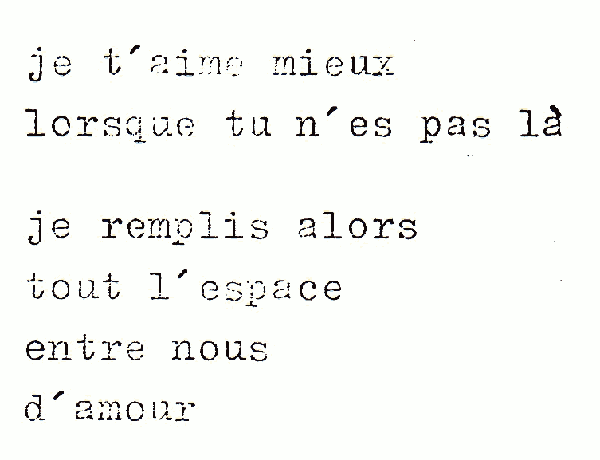 je t´aime mieux
lorsque tu n´es pas là
je remplis alors
tout l´espace
entre nous
d´amour